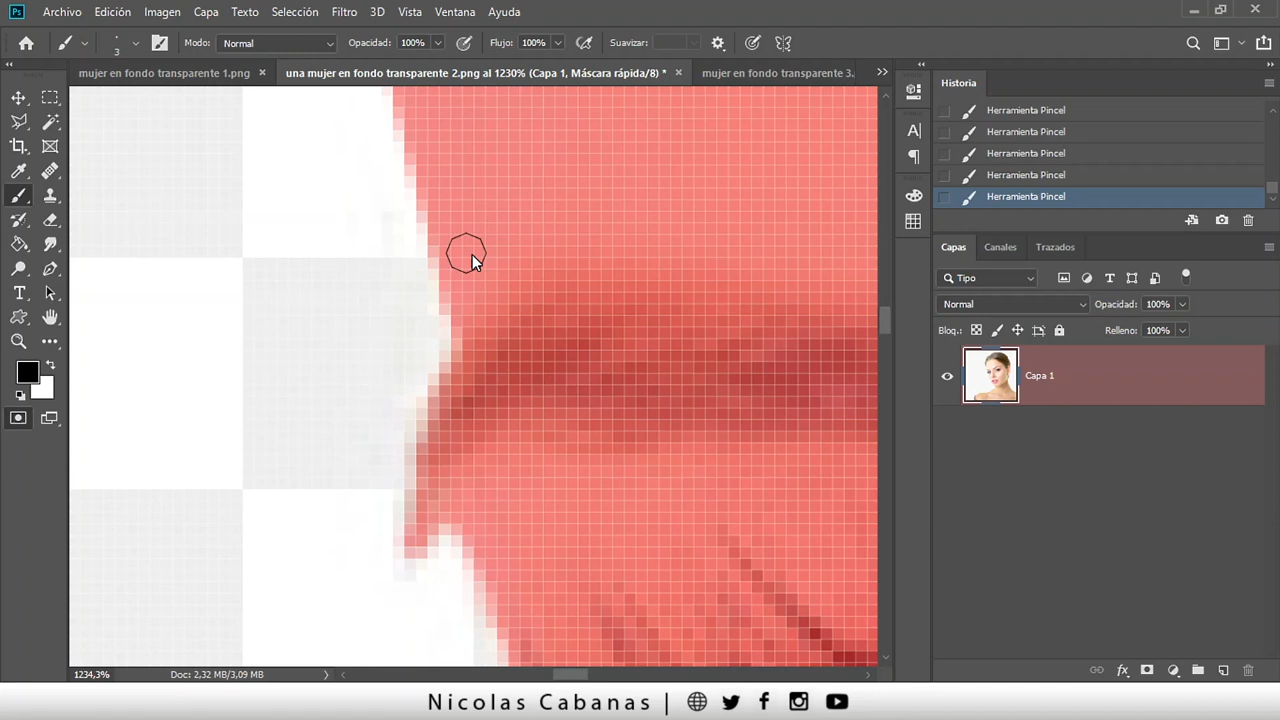 Ps Archivo Edición Imagen Capa Texto Selección Filtro 3D Vista Ventana Ayuda
3 Modo: Normal Opacidad: 100% Flujo: 100% Suavizar:
mujer en fondo transparente 1.png × una mujer en fondo transparente 2.png al 1230% (Capa 1, Máscara rápida/8) * × mujer en fondo transparente 3.
Historia
Herramienta Pincel
Herramienta Pincel
Herramienta Pincel
Herramienta Pincel
Herramienta Pincel
Capas Canales Trazados
Tipo
Normal Opacidad: 100%
Bloq.: Relleno: 100%
Capa 1
1234,3% Doc: 2,32 MB/3,09 MB
Nicolas Cabanas |